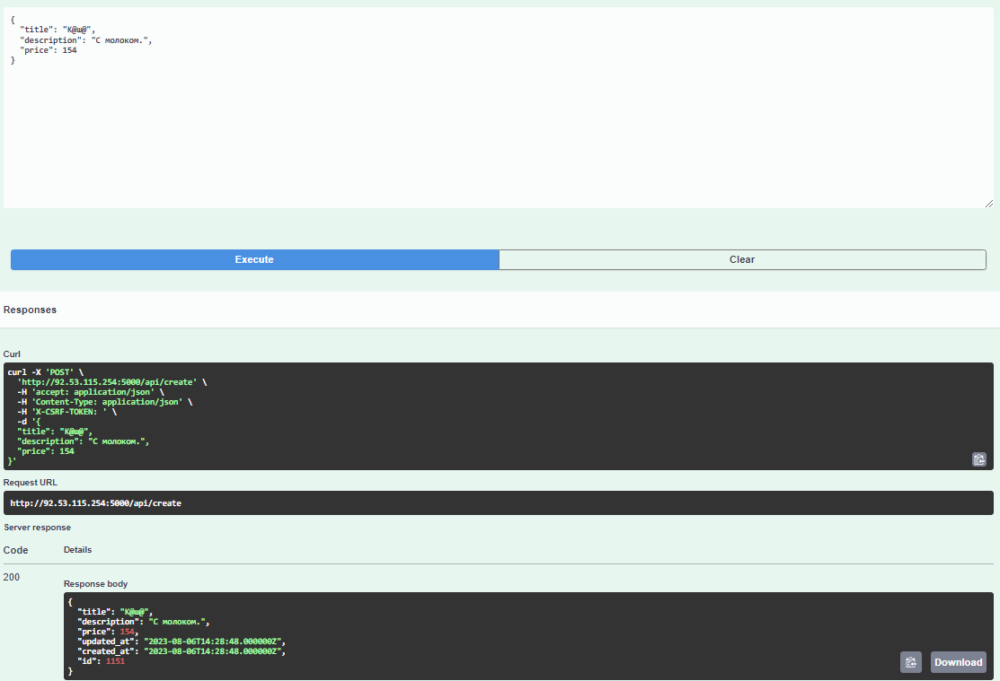 {
  "title": "К@ш@",
  "description": "С молоком.",
  "price": 154
}
Execute
Clear
Responses
Curl
curl -X 'POST' \
  'http://92.53.115.254:5000/api/create' \
  -H 'accept: application/json' \
  -H 'Content-Type: application/json' \
  -H 'X-CSRF-TOKEN: ' \
  -d '{
  "title": "К@ш@",
  "description": "С молоком.",
  "price": 154
}'
Request URL
http://92.53.115.254:5000/api/create
Server response
Code Details
200
Response body
{
  "title": "К@ш@",
  "description": "С молоком.",
  "price": 154,
  "updated_at": "2023-08-06T14:28:48.000000Z",
  "created_at": "2023-08-06T14:28:48.000000Z",
  "id": 1151
}
Download